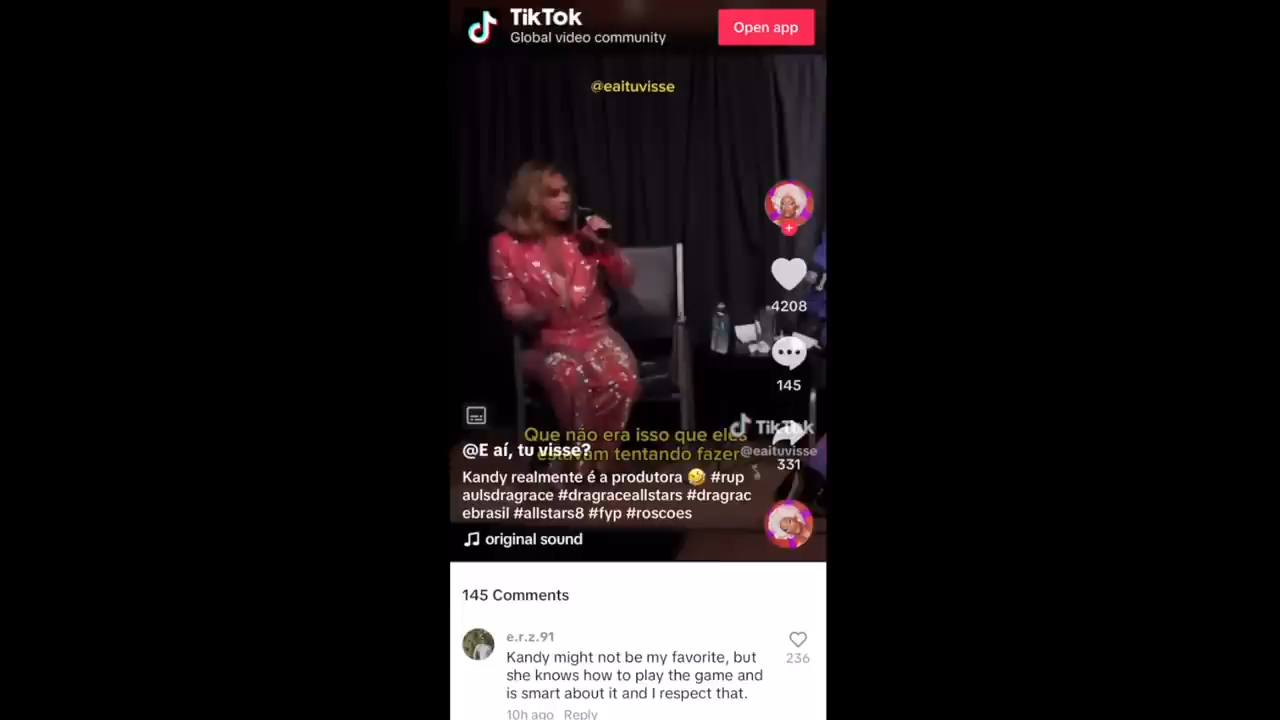 TikTok
Global video community
Open app
@eaituvisse
4208
145
Que não era isso que eles
estavam tentando fazer
TikTok
@eaituvisse
331
@E aí, tu visse?
Kandy realmente é a produtora 🤣 #rup
aulsdragrace #dragraceallstars #dragrac
ebrasil #allstars8 #fyp #roscoes
original sound
145 Comments
e.r.z.91
Kandy might not be my favorite, but
she knows how to play the game and
is smart about it and I respect that.
236
10h ago Reply